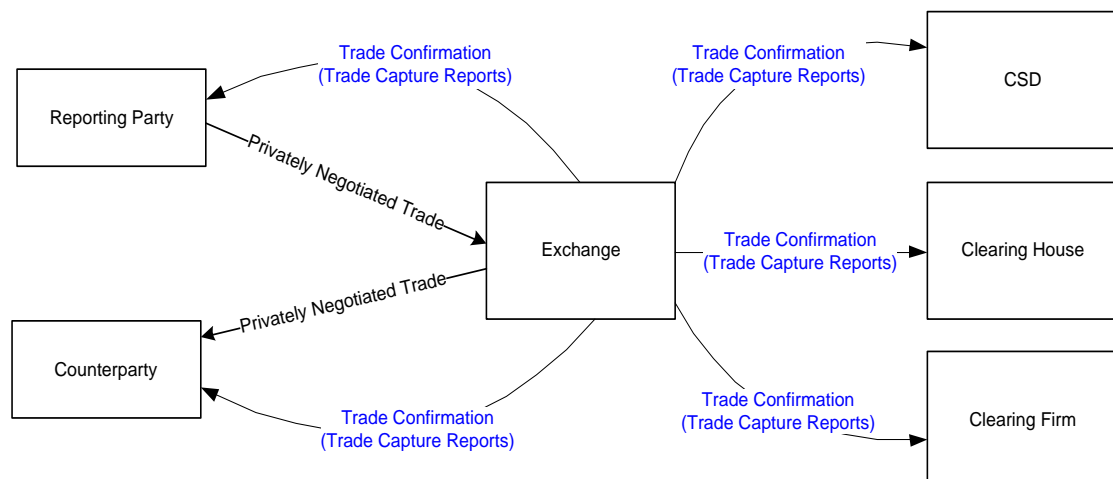 Trade Confirmation
(Trade Capture Reports)
Trade Confirmation
(Trade Capture Reports)
CSD
Reporting Party
Privately Negotiated Trade
Exchange
Trade Confirmation
(Trade Capture Reports)
Clearing House
Privately Negotiated Trade
Counterparty
Trade Confirmation
(Trade Capture Reports)
Trade Confirmation
(Trade Capture Reports)
Clearing Firm